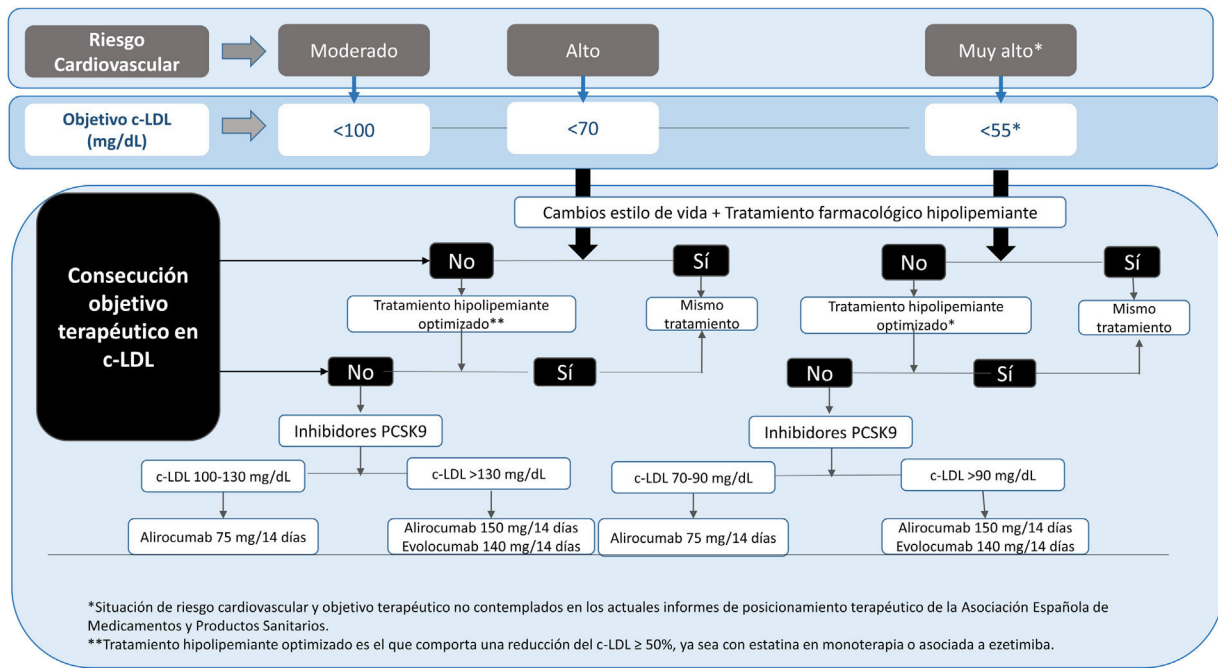 Riesgo
Cardiovascular
Moderado
Alto
Muy alto*
Objetivo c-LDL
(mg/dL)
<100
<70
<55*
Cambios estilo de vida + Tratamiento farmacológico hipolipemiante
Consecución
objetivo
terapéutico en
c-LDL
No
Sí
No
Sí
Tratamiento hipolipemiante
optimizado**
Mismo
tratamiento
Tratamiento hipolipemiante
optimizado*
Mismo
tratamiento
No
Sí
No
Sí
Inhibidores PCSK9
Inhibidores PCSK9
c-LDL 100-130 mg/dL
c-LDL >130 mg/dL
c-LDL 70-90 mg/dL
c-LDL >90 mg/dL
Alirocumab 75 mg/14 días
Alirocumab 150 mg/14 días
Evolocumab 140 mg/14 días
Alirocumab 75 mg/14 días
Alirocumab 150 mg/14 días
Evolocumab 140 mg/14 días
*Situación de riesgo cardiovascular y objetivo terapéutico no contemplados en los actuales informes de posicionamiento terapéutico de la Asociación Española de
Medicamentos y Productos Sanitarios.
**Tratamiento hipolipemiante optimizado es el que comporta una reducción del c-LDL ≥ 50%, ya sea con estatina en monoterapia o asociada a ezetimiba.